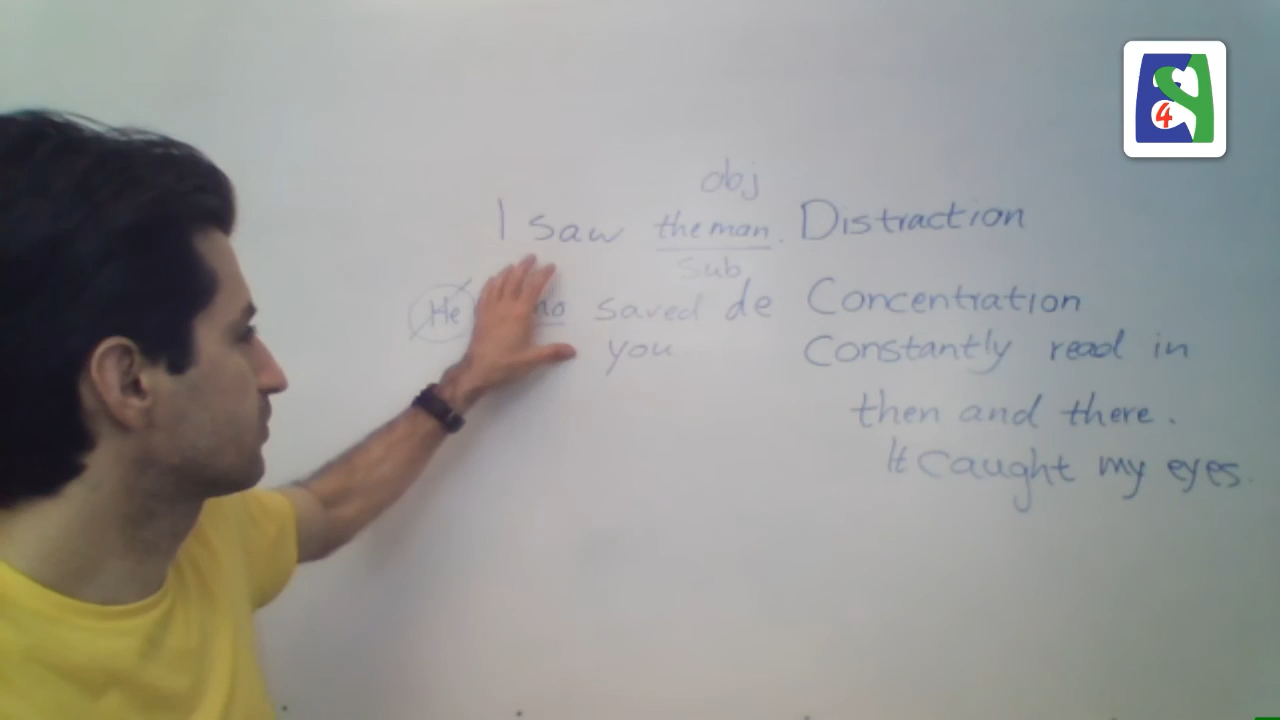 obj
I saw the man. Distraction
sub
He saved de Concentration
you Constantly read in
then and there.
It caught my eyes.
4